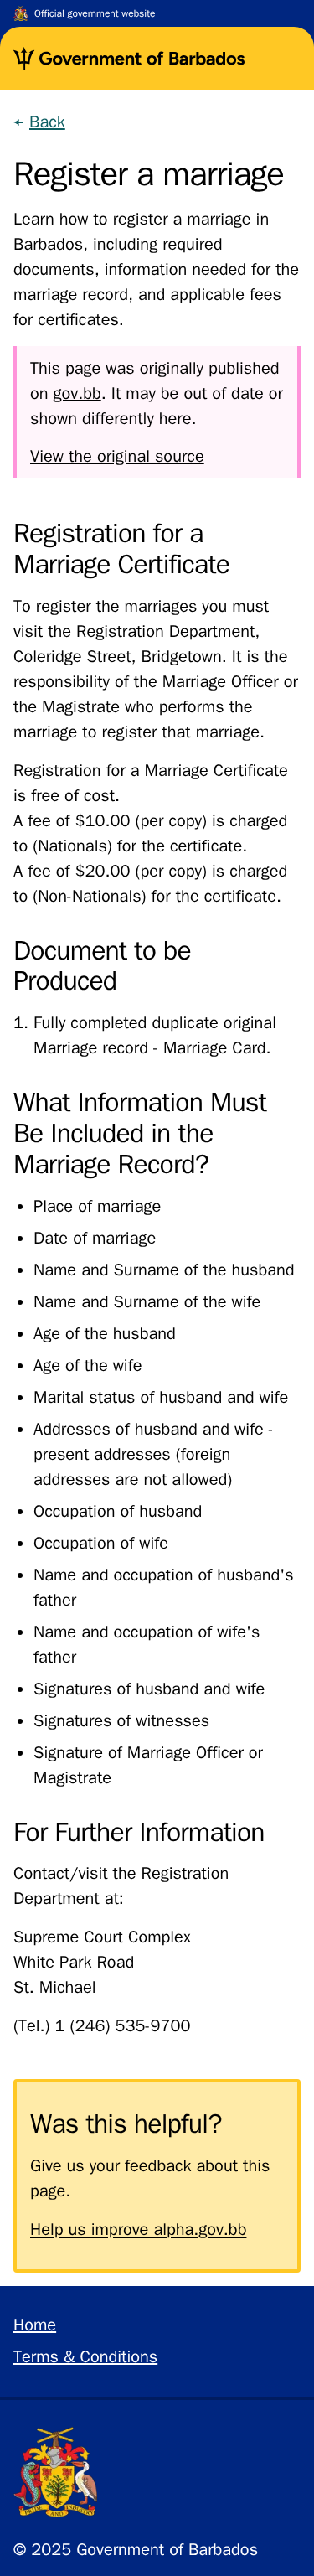 Official government website
Government of Barbados
Back
Register a marriage
Learn how to register a marriage in
Barbados, including required
documents, information needed for the
marriage record, and applicable fees
for certificates.
This page was originally published
on gov.bb. It may be out of date or
shown differently here.
View the original source
Registration for a
Marriage Certificate
To register the marriages you must
visit the Registration Department,
Coleridge Street, Bridgetown. It is the
responsibility of the Marriage Officer or
the Magistrate who performs the
marriage to register that marriage.
Registration for a Marriage Certificate
is free of cost.
A fee of $10.00 (per copy) is charged
to (Nationals) for the certificate.
A fee of $20.00 (per copy) is charged
to (Non-Nationals) for the certificate.
Document to be
Produced
1. Fully completed duplicate original
Marriage record - Marriage Card.
What Information Must
Be Included in the
Marriage Record?
• Place of marriage
• Date of marriage
• Name and Surname of the husband
• Name and Surname of the wife
• Age of the husband
• Age of the wife
• Marital status of husband and wife
• Addresses of husband and wife -
present addresses (foreign
addresses are not allowed)
• Occupation of husband
• Occupation of wife
• Name and occupation of husband's
father
• Name and occupation of wife's
father
• Signatures of husband and wife
• Signatures of witnesses
• Signature of Marriage Officer or
Magistrate
For Further Information
Contact/visit the Registration
Department at:
Supreme Court Complex
White Park Road
St. Michael
(Tel.) 1 (246) 535-9700
Was this helpful?
Give us your feedback about this
page.
Help us improve alpha.gov.bb
Home
Terms & Conditions
PRIDE AND INDUSTRY
© 2025 Government of Barbados